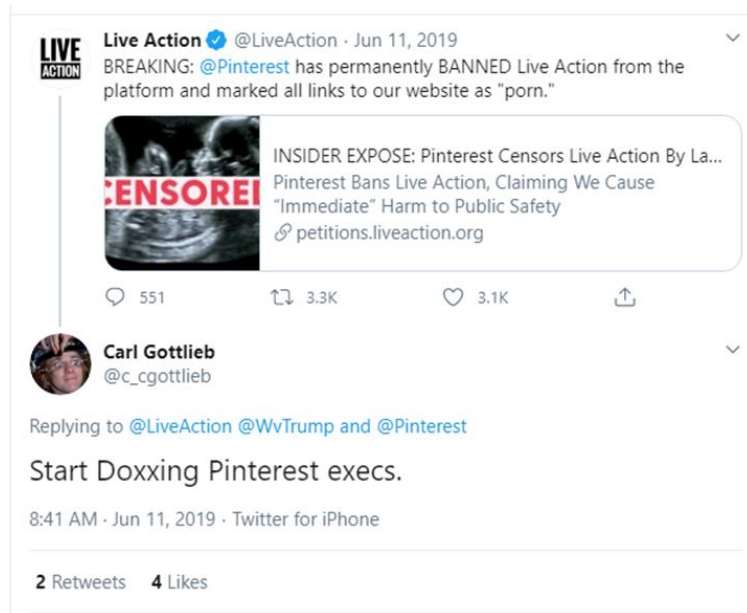 LIVE
ACTION
Live Action @LiveAction · Jun 11, 2019
BREAKING: @Pinterest has permanently BANNED Live Action from the
platform and marked all links to our website as "porn."
CENSORED
INSIDER EXPOSE: Pinterest Censors Live Action By La...
Pinterest Bans Live Action, Claiming We Cause
“Immediate” Harm to Public Safety
petitions.liveaction.org
551 3.3K 3.1K
Carl Gottlieb
@c_cgottlieb
Replying to @LiveAction @WvTrump and @Pinterest
Start Doxxing Pinterest execs.
8:41 AM · Jun 11, 2019 · Twitter for iPhone
2 Retweets 4 Likes